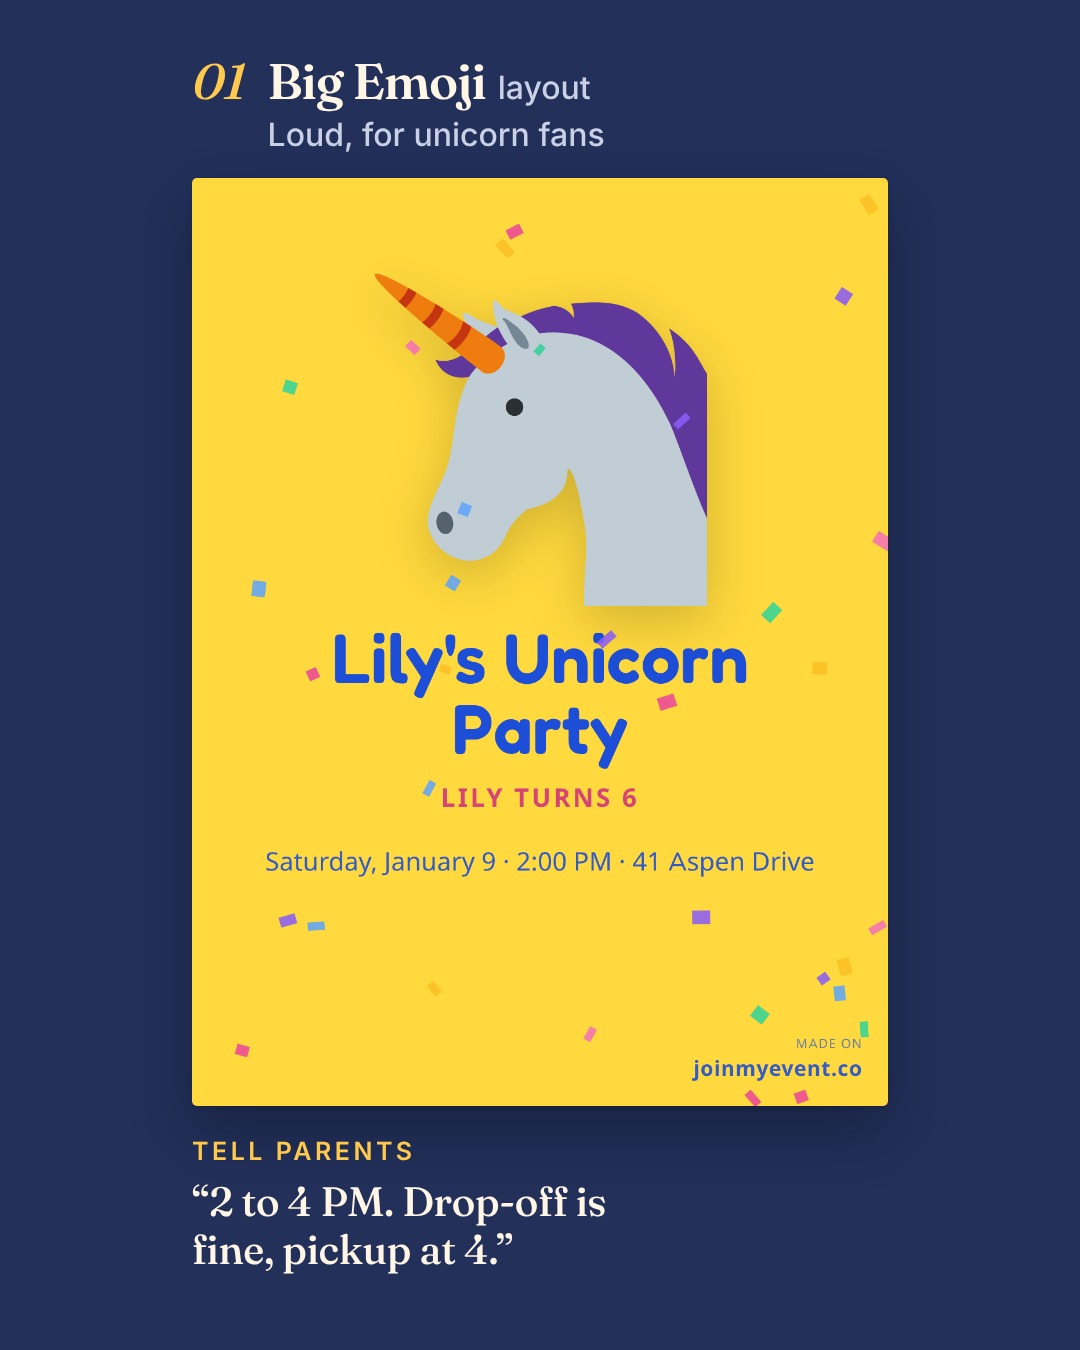 01 Big Emoji layout
Loud, for unicorn fans
Lily's Unicorn
Party
LILY TURNS 6
Saturday, January 9 · 2:00 PM · 41 Aspen Drive
MADE ON
joinmyevent.co
TELL PARENTS
“2 to 4 PM. Drop-off is
fine, pickup at 4.”